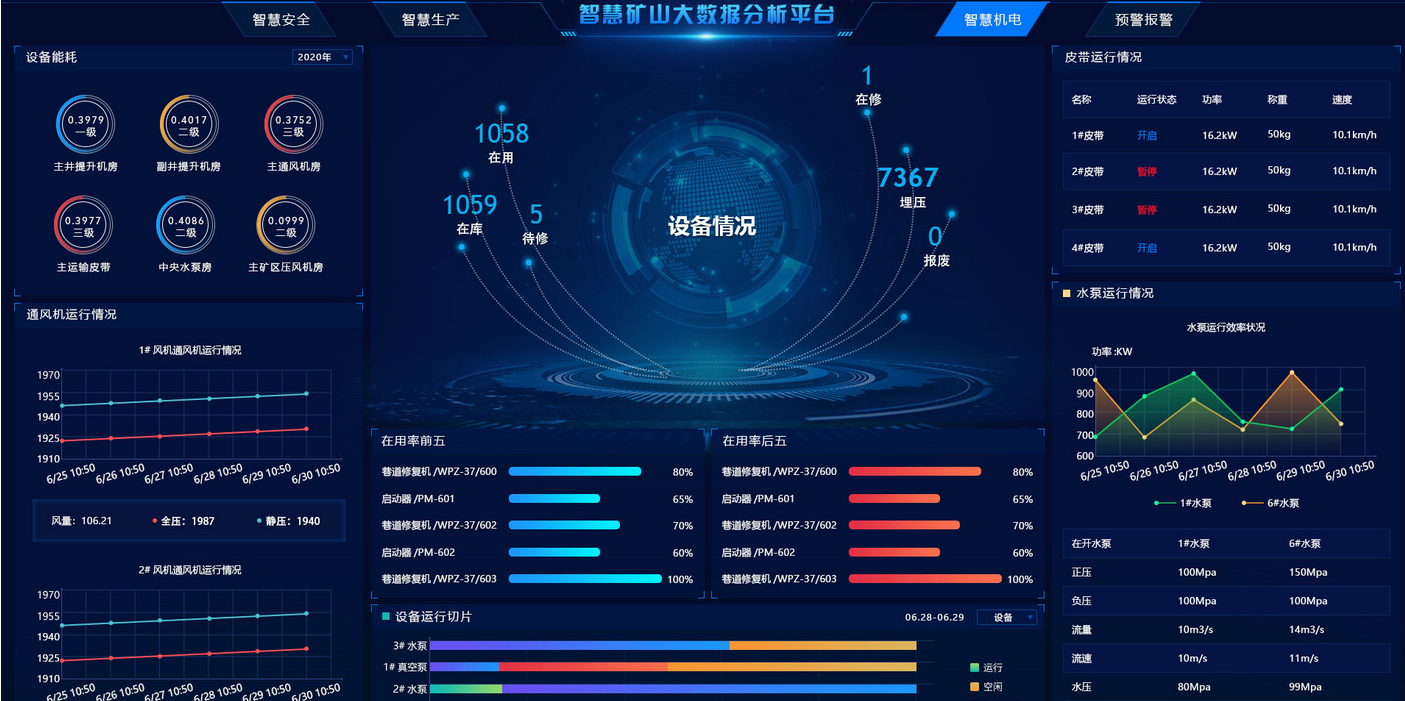 智慧安全
智慧生产
智慧矿山大数据分析平台
智慧机电
预警报警
设备能耗
2020年
0.3979
一级
主井提升机房
0.4017
二级
副井提升机房
0.3752
三级
主通风机房
0.3977
三级
主运输皮带
0.4086
二级
中央水泵房
0.0999
二级
主矿区压风机房
通风机运行情况
1# 风机通风机运行情况
1970
1955
1940
1925
1910
6/25 10:50
6/26 10:50
6/27 10:50
6/28 10:50
6/29 10:50
6/30 10:50
风量: 106.21
全压: 1987
静压: 1940
2# 风机通风机运行情况
1970
1955
1940
1925
1910
6/25 10:50
6/26 10:50
6/27 10:50
6/28 10:50
6/29 10:50
6/30 10:50
1058
在用
1059
在库
5
待修
设备情况
1
在修
7367
埋压
0
报废
在用率前五
巷道修复机 /WPZ-37/600 80%
启动器 /PM-601 65%
巷道修复机 /WPZ-37/602 70%
启动器 /PM-602 60%
巷道修复机 /WPZ-37/603 100%
在用率后五
巷道修复机 /WPZ-37/600 80%
启动器 /PM-601 65%
巷道修复机 /WPZ-37/602 70%
启动器 /PM-602 60%
巷道修复机 /WPZ-37/603 100%
设备运行切片
06.28-06.29
设备
3# 水泵
1# 真空泵
2# 水泵
运行
空闲
皮带运行情况
名称 运行状态 功率 称重 速度
1#皮带 开启 16.2kW 50kg 10.1km/h
2#皮带 暂停 16.2kW 50kg 10.1km/h
3#皮带 暂停 16.2kW 50kg 10.1km/h
4#皮带 开启 16.2kW 50kg 10.1km/h
水泵运行情况
水泵运行效率状况
功率 :KW
1000
900
800
700
600
6/25 10:50
6/26 10:50
6/27 10:50
6/28 10:50
6/29 10:50
6/30 10:50
1#水泵
6#水泵
在开水泵 1#水泵 6#水泵
正压 100Mpa 150Mpa
负压 100Mpa 100Mpa
流量 10m3/s 14m3/s
流速 10m/s 11m/s
水压 80Mpa 99Mpa